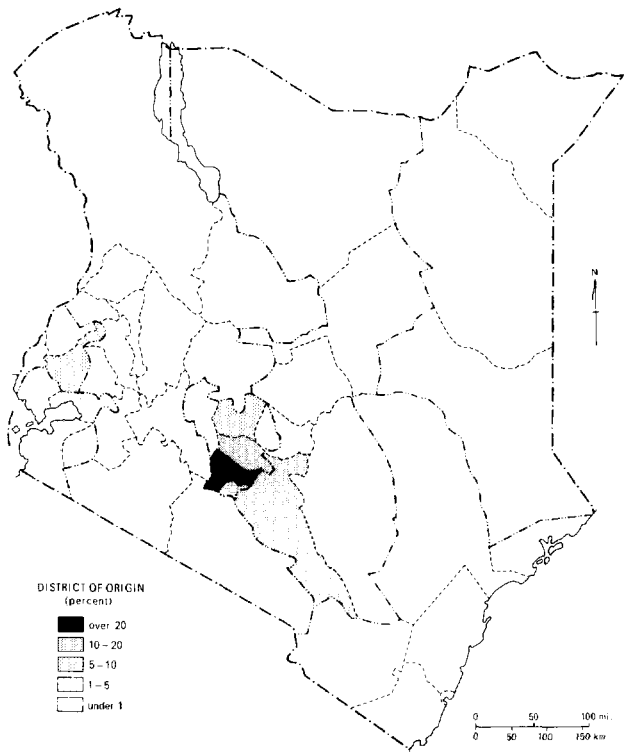 N
DISTRICT OF ORIGIN
(percent)
over 20
10 – 20
5 – 10
1 – 5
under 1
0 50 100 mi.
0 50 100 150 km